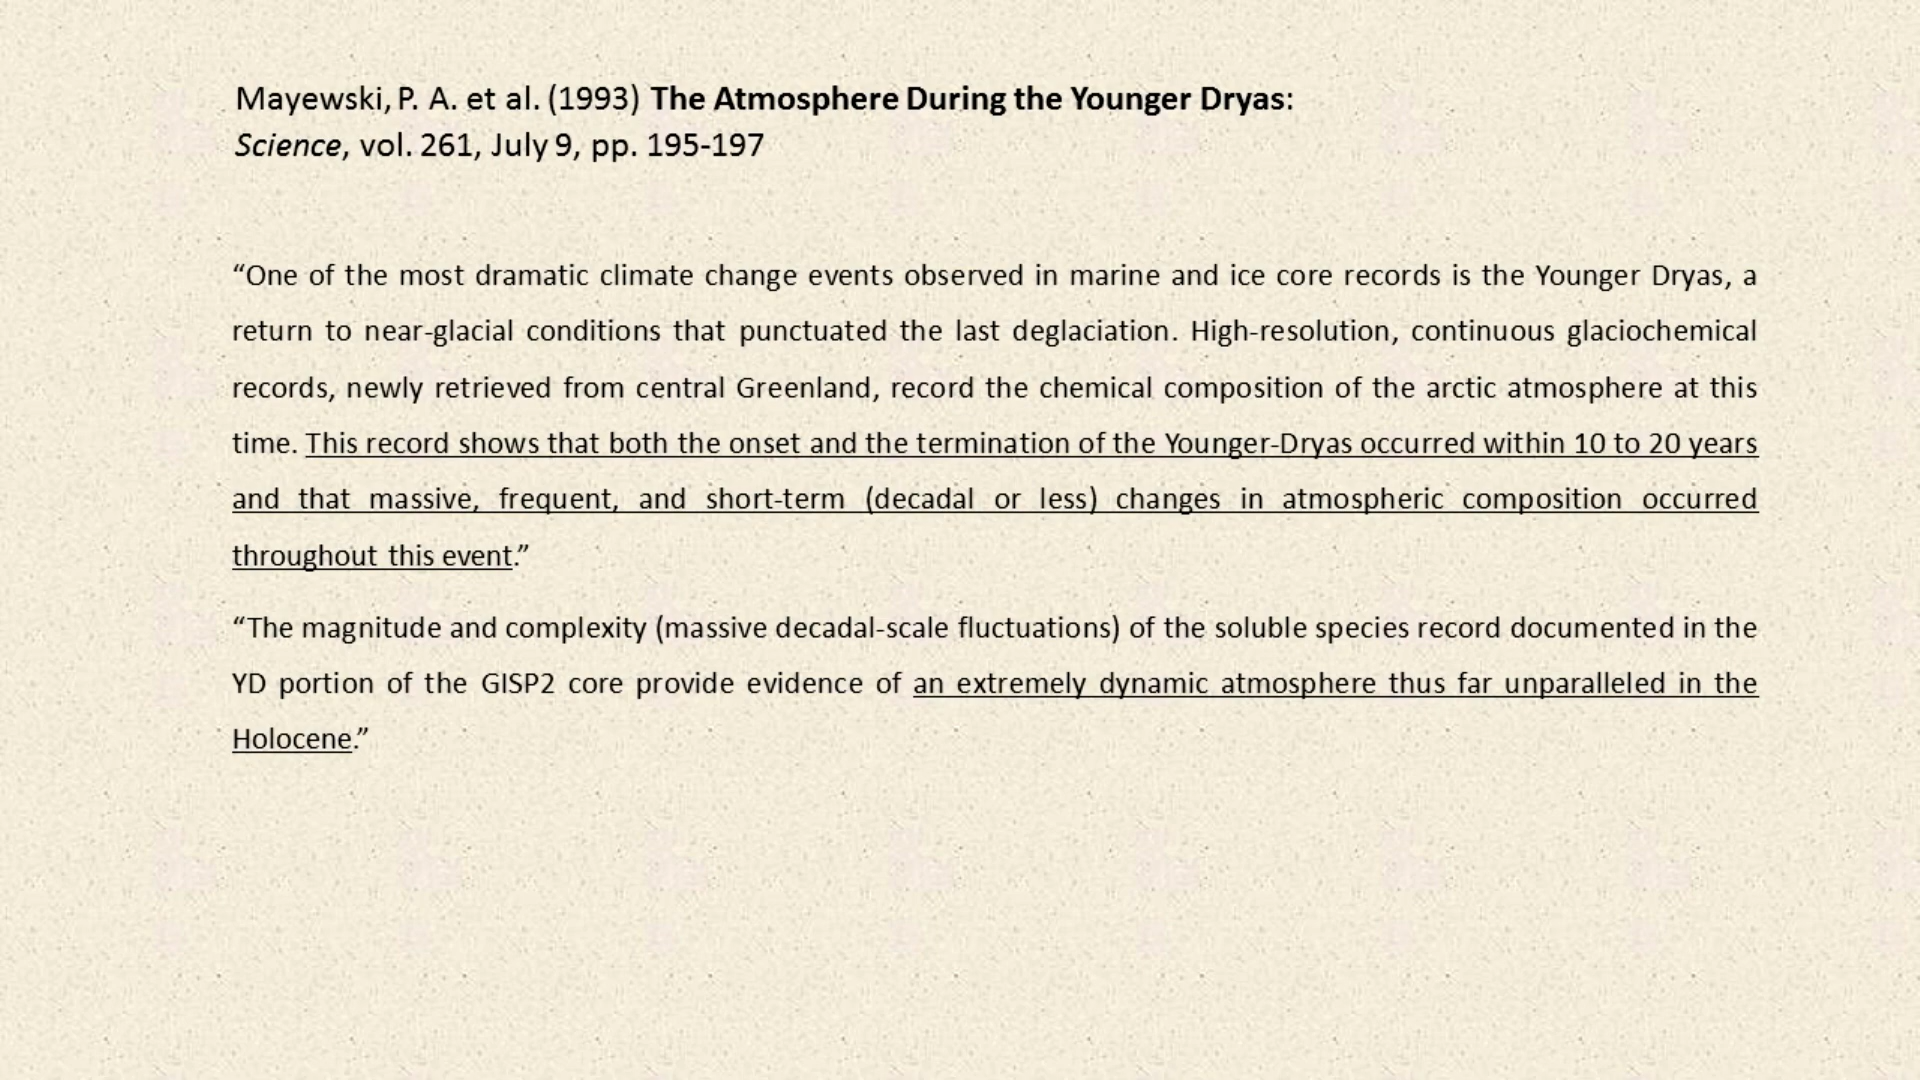 Mayewski, P. A. et al. (1993) The Atmosphere During the Younger Dryas:
Science, vol. 261, July 9, pp. 195-197
“One of the most dramatic climate change events observed in marine and ice core records is the Younger Dryas, a
return to near-glacial conditions that punctuated the last deglaciation. High-resolution, continuous glaciochemical
records, newly retrieved from central Greenland, record the chemical composition of the arctic atmosphere at this
time. This record shows that both the onset and the termination of the Younger-Dryas occurred within 10 to 20 years
and that massive, frequent, and short-term (decadal or less) changes in atmospheric composition occurred
throughout this event.”
“The magnitude and complexity (massive decadal-scale fluctuations) of the soluble species record documented in the
YD portion of the GISP2 core provide evidence of an extremely dynamic atmosphere thus far unparalleled in the
Holocene.”